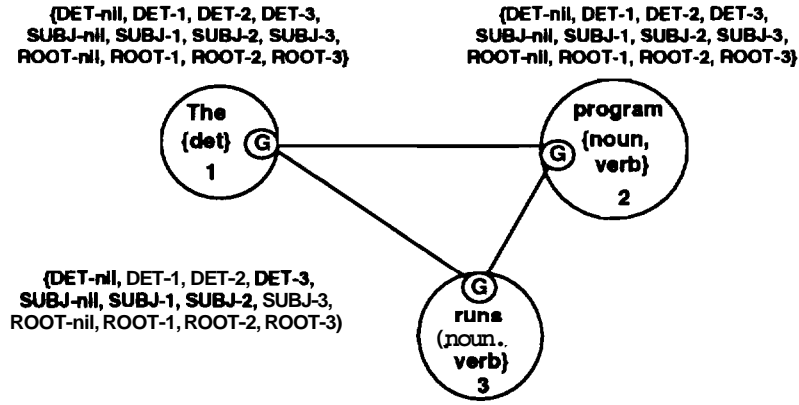 {DET-nil, DET-1, DET-2, DET-3,
SUBJ-nil, SUBJ-1, SUBJ-2, SUBJ-3,
ROOT-nil, ROOT-1, ROOT-2, ROOT-3}
{DET-nil, DET-1, DET-2, DET-3,
SUBJ-nil, SUBJ-1, SUBJ-2, SUBJ-3,
ROOT-nil, ROOT-1, ROOT-2, ROOT-3}
The
{det} G
1
program
G {noun,
verb}
2
{DET-nil, DET-1, DET-2, DET-3,
SUBJ-nil, SUBJ-1, SUBJ-2, SUBJ-3,
ROOT-nil, ROOT-1, ROOT-2, ROOT-3)
G
runs
(noun.
verb}
3